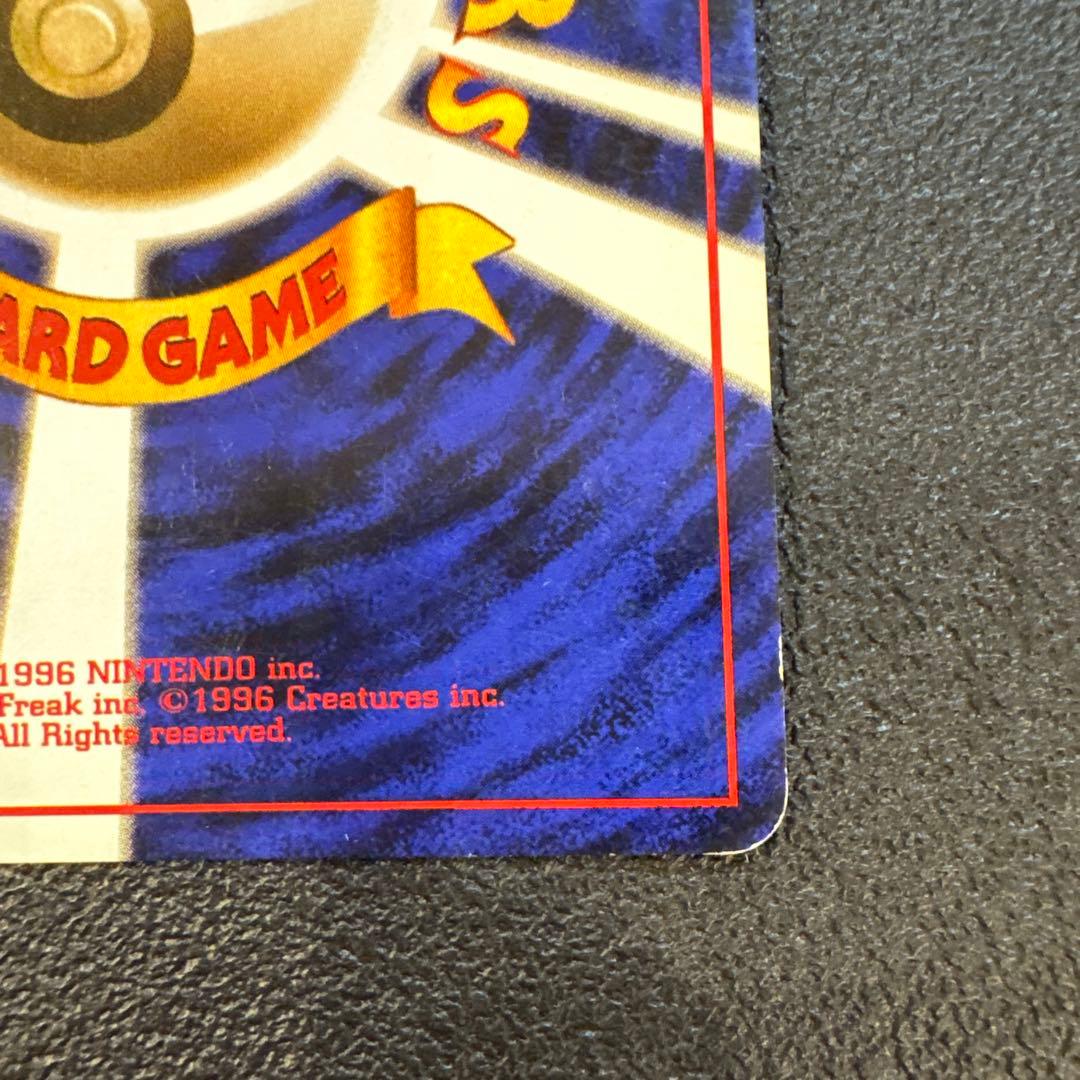 S
ARD GAME
1996 NINTENDO inc.
Freak inc. ©1996 Creatures inc.
All Rights reserved.